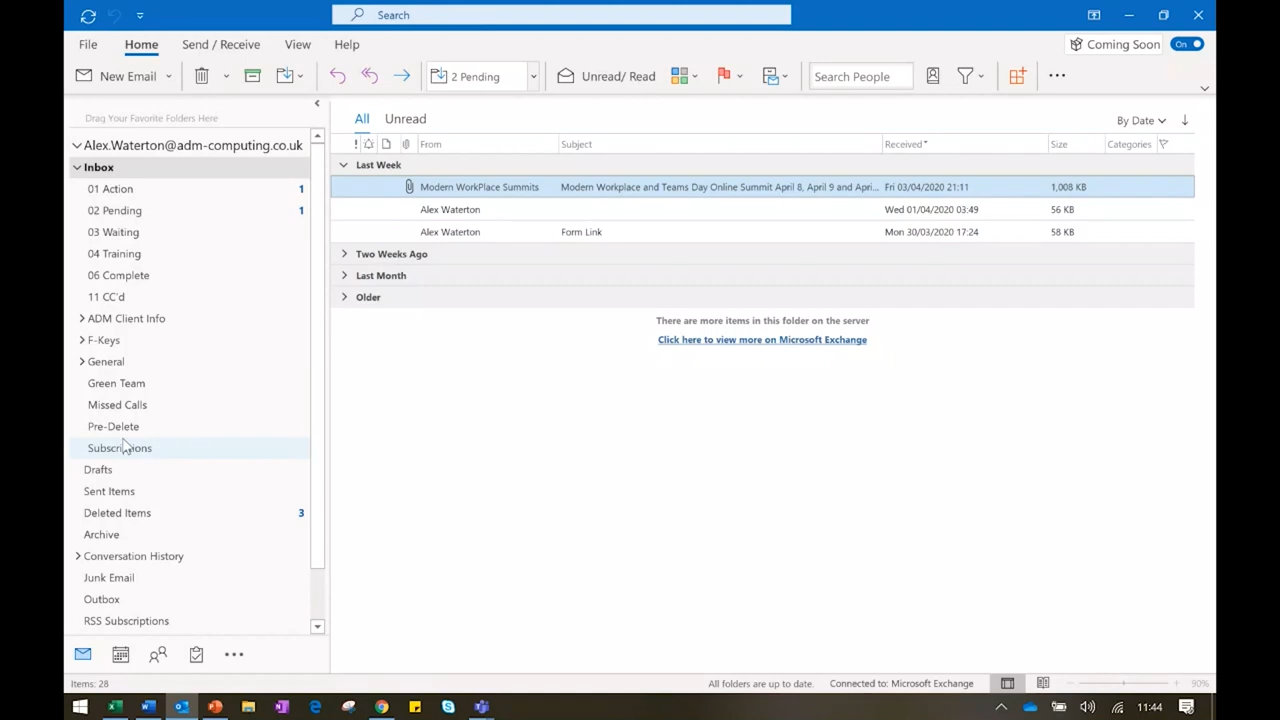 Search
File Home Send / Receive View Help Coming Soon On
New Email 2 Pending Unread/ Read Search People
Drag Your Favorite Folders Here
Alex.Waterton@adm-computing.co.uk
Inbox
01 Action 1
02 Pending 1
03 Waiting
04 Training
06 Complete
11 CC'd
ADM Client Info
F-Keys
General
Green Team
Missed Calls
Pre-Delete
Subscriptions
Drafts
Sent Items
Deleted Items 3
Archive
Conversation History
Junk Email
Outbox
RSS Subscriptions
All Unread By Date
From Subject Received Size Categories
Last Week
Modern WorkPlace Summits Modern Workplace and Teams Day Online Summit April 8, April 9 and Apri... Fri 03/04/2020 21:11 1,008 KB
Alex Waterton Wed 01/04/2020 03:49 56 KB
Alex Waterton Form Link Mon 30/03/2020 17:24 58 KB
Two Weeks Ago
Last Month
Older
There are more items in this folder on the server
Click here to view more on Microsoft Exchange
Items: 28 All folders are up to date. Connected to: Microsoft Exchange 90%
11:44